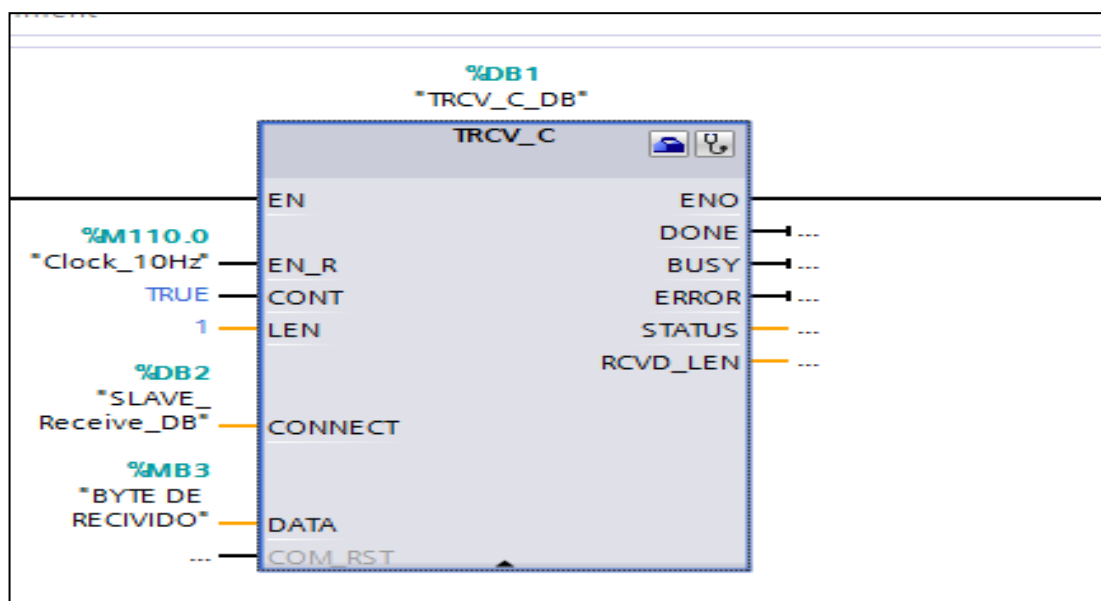 %DB1
"TRCV_C_DB"
TRCV_C
EN
ENO
%M110.0
DONE
"Clock_10Hz"
EN_R
BUSY
TRUE
CONT
ERROR
1
LEN
STATUS
RCVD_LEN
%DB2
"SLAVE_
Receive_DB"
CONNECT
%MB3
"BYTE DE
RECIVIDO"
DATA
COM_RST